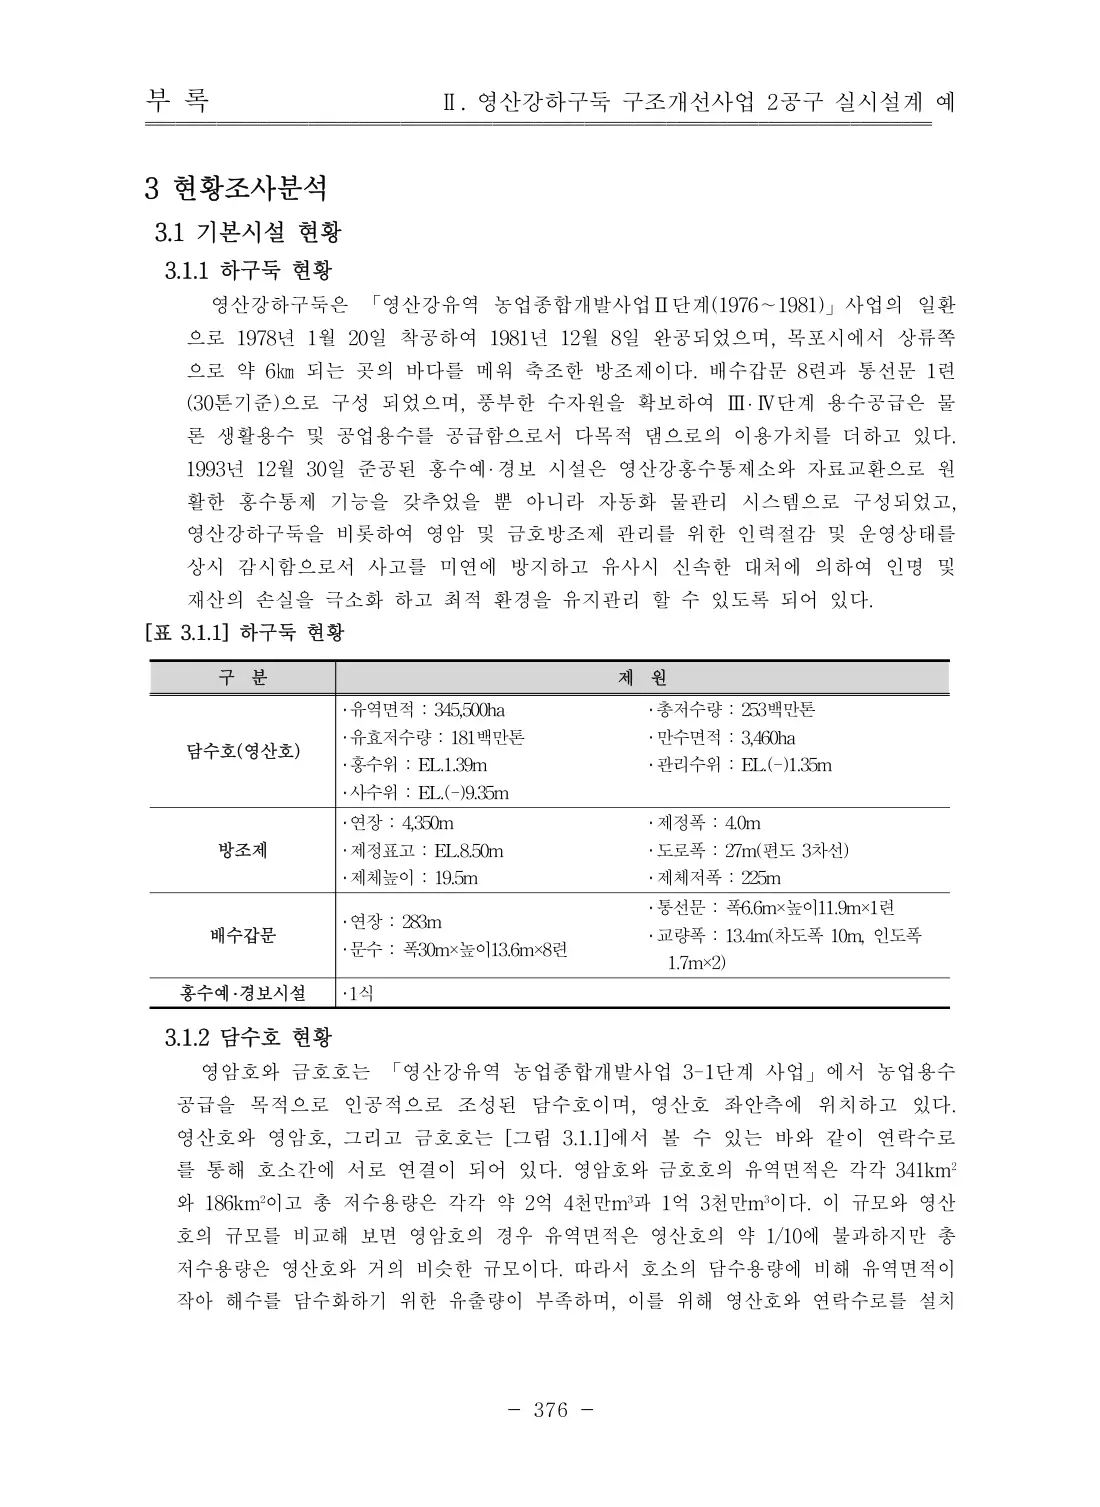 부 록 Ⅱ. 영산강하구둑 구조개선사업 2공구 실시설계 예
3 현황조사분석
3.1 기본시설 현황
3.1.1 하구둑 현황
영산강하구둑은 「영산강유역 농업종합개발사업Ⅱ단계(1976～1981)」사업의 일환
으로 1978년 1월 20일 착공하여 1981년 12월 8일 완공되었으며, 목포시에서 상류쪽
으로 약 6㎞ 되는 곳의 바다를 메워 축조한 방조제이다. 배수갑문 8련과 통선문 1련
(30톤기준)으로 구성 되었으며, 풍부한 수자원을 확보하여 Ⅲ·Ⅳ단계 용수공급은 물
론 생활용수 및 공업용수를 공급함으로서 다목적 댐으로의 이용가치를 더하고 있다.
1993년 12월 30일 준공된 홍수예·경보 시설은 영산강홍수통제소와 자료교환으로 원
활한 홍수통제 기능을 갖추었을 뿐 아니라 자동화 물관리 시스템으로 구성되었고,
영산강하구둑을 비롯하여 영암 및 금호방조제 관리를 위한 인력절감 및 운영상태를
상시 감시함으로서 사고를 미연에 방지하고 유사시 신속한 대처에 의하여 인명 및
재산의 손실을 극소화 하고 최적 환경을 유지관리 할 수 있도록 되어 있다.
[표 3.1.1] 하구둑 현황
구 분 제 원
담수호(영산호)
·유역면적 : 345,500ha ·총저수량 : 253백만톤
·유효저수량 : 181백만톤 ·만수면적 : 3,460ha
·홍수위 : EL.1.39m ·관리수위 : EL.(-)1.35m
·사수위 : EL.(-)9.35m
방조제
·연장 : 4,350m ·제정폭 : 4.0m
·제정표고 : EL.8.50m ·도로폭 : 27m(편도 3차선)
·제체높이 : 19.5m ·제체저폭 : 225m
배수갑문
·연장 : 283m
·문수 : 폭30m×높이13.6m×8련
·통선문 : 폭6.6m×높이11.9m×1련
·교량폭 : 13.4m(차도폭 10m, 인도폭
1.7m×2)
홍수예·경보시설 ·1식
3.1.2 담수호 현황
영암호와 금호호는 「영산강유역 농업종합개발사업 3-1단계 사업」에서 농업용수
공급을 목적으로 인공적으로 조성된 담수호이며, 영산호 좌안측에 위치하고 있다.
영산호와 영암호, 그리고 금호호는 [그림 3.1.1]에서 볼 수 있는 바와 같이 연락수로
를 통해 호소간에 서로 연결이 되어 있다. 영암호와 금호호의 유역면적은 각각 341km²
와 186km²이고 총 저수용량은 각각 약 2억 4천만m³과 1억 3천만m³이다. 이 규모와 영산
호의 규모를 비교해 보면 영암호의 경우 유역면적은 영산호의 약 1/10에 불과하지만 총
저수용량은 영산호와 거의 비슷한 규모이다. 따라서 호소의 담수용량에 비해 유역면적이
작아 해수를 담수화하기 위한 유출량이 부족하며, 이를 위해 영산호와 연락수로를 설치
- 376 -